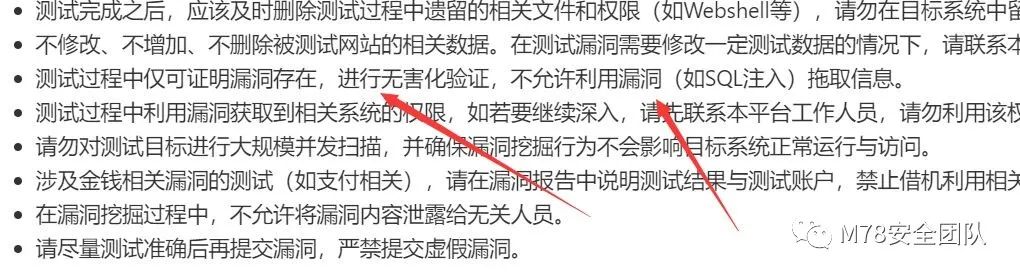 • 测试完成之后，应该及时删除测试过程中遗留的相关文件和权限（如Webshell等），请勿在目标系统中留
• 不修改、不增加、不删除被测试网站的相关数据。在测试漏洞需要修改一定测试数据的情况下，请联系本
• 测试过程中仅可证明漏洞存在，进行无害化验证，不允许利用漏洞（如SQL注入）拖取信息。
• 测试过程中利用漏洞获取到相关系统的权限，如若要继续深入，请先联系本平台工作人员，请勿利用该权
• 请勿对测试目标进行大规模并发扫描，并确保漏洞挖掘行为不会影响目标系统正常运行与访问。
• 涉及金钱相关漏洞的测试（如支付相关），请在漏洞报告中说明测试结果与测试账户，禁止借机利用相关
• 在漏洞挖掘过程中，不允许将漏洞内容泄露给无关人员。
• 请尽量测试准确后再提交漏洞，严禁提交虚假漏洞。
M78安全团队